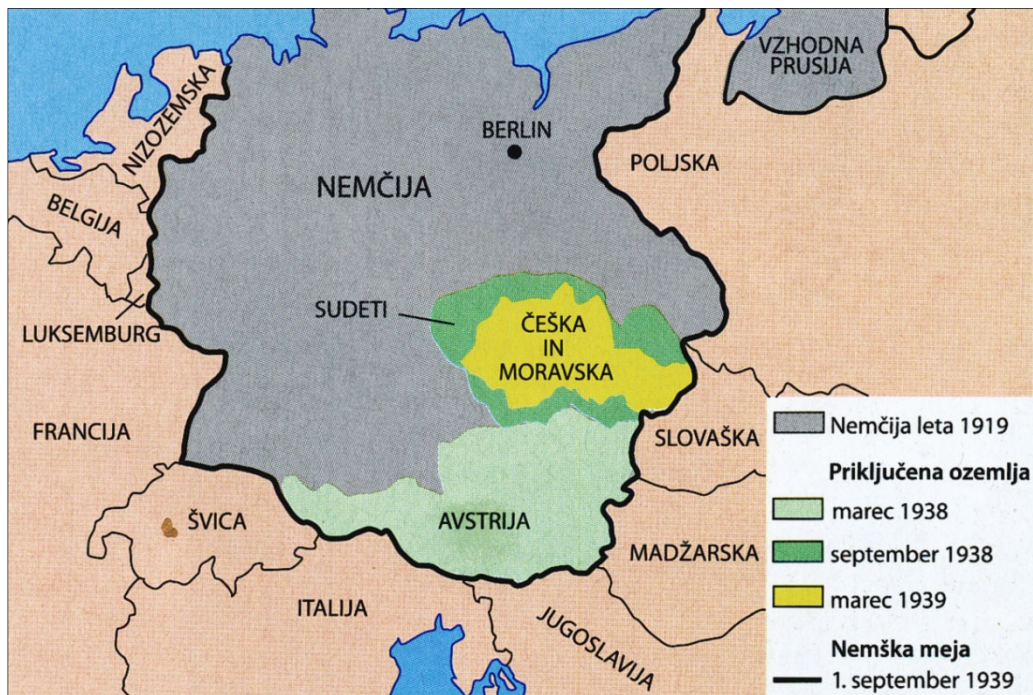 VZHODNA
PRUSIJA
NIZOZEMSKA
BERLIN
POLJSKA
NEMČIJA
BELGIJA
SUDETI
ČEŠKA
IN
MORAVSKA
LUKSEMBURG
FRANCIJA
SLOVAŠKA
ŠVICA
AVSTRIJA
MADŽARSKA
ITALIJA
JUGOSLAVIJA
Nemčija leta 1919
Priključena ozemlja
marec 1938
september 1938
marec 1939
Nemška meja
1. september 1939